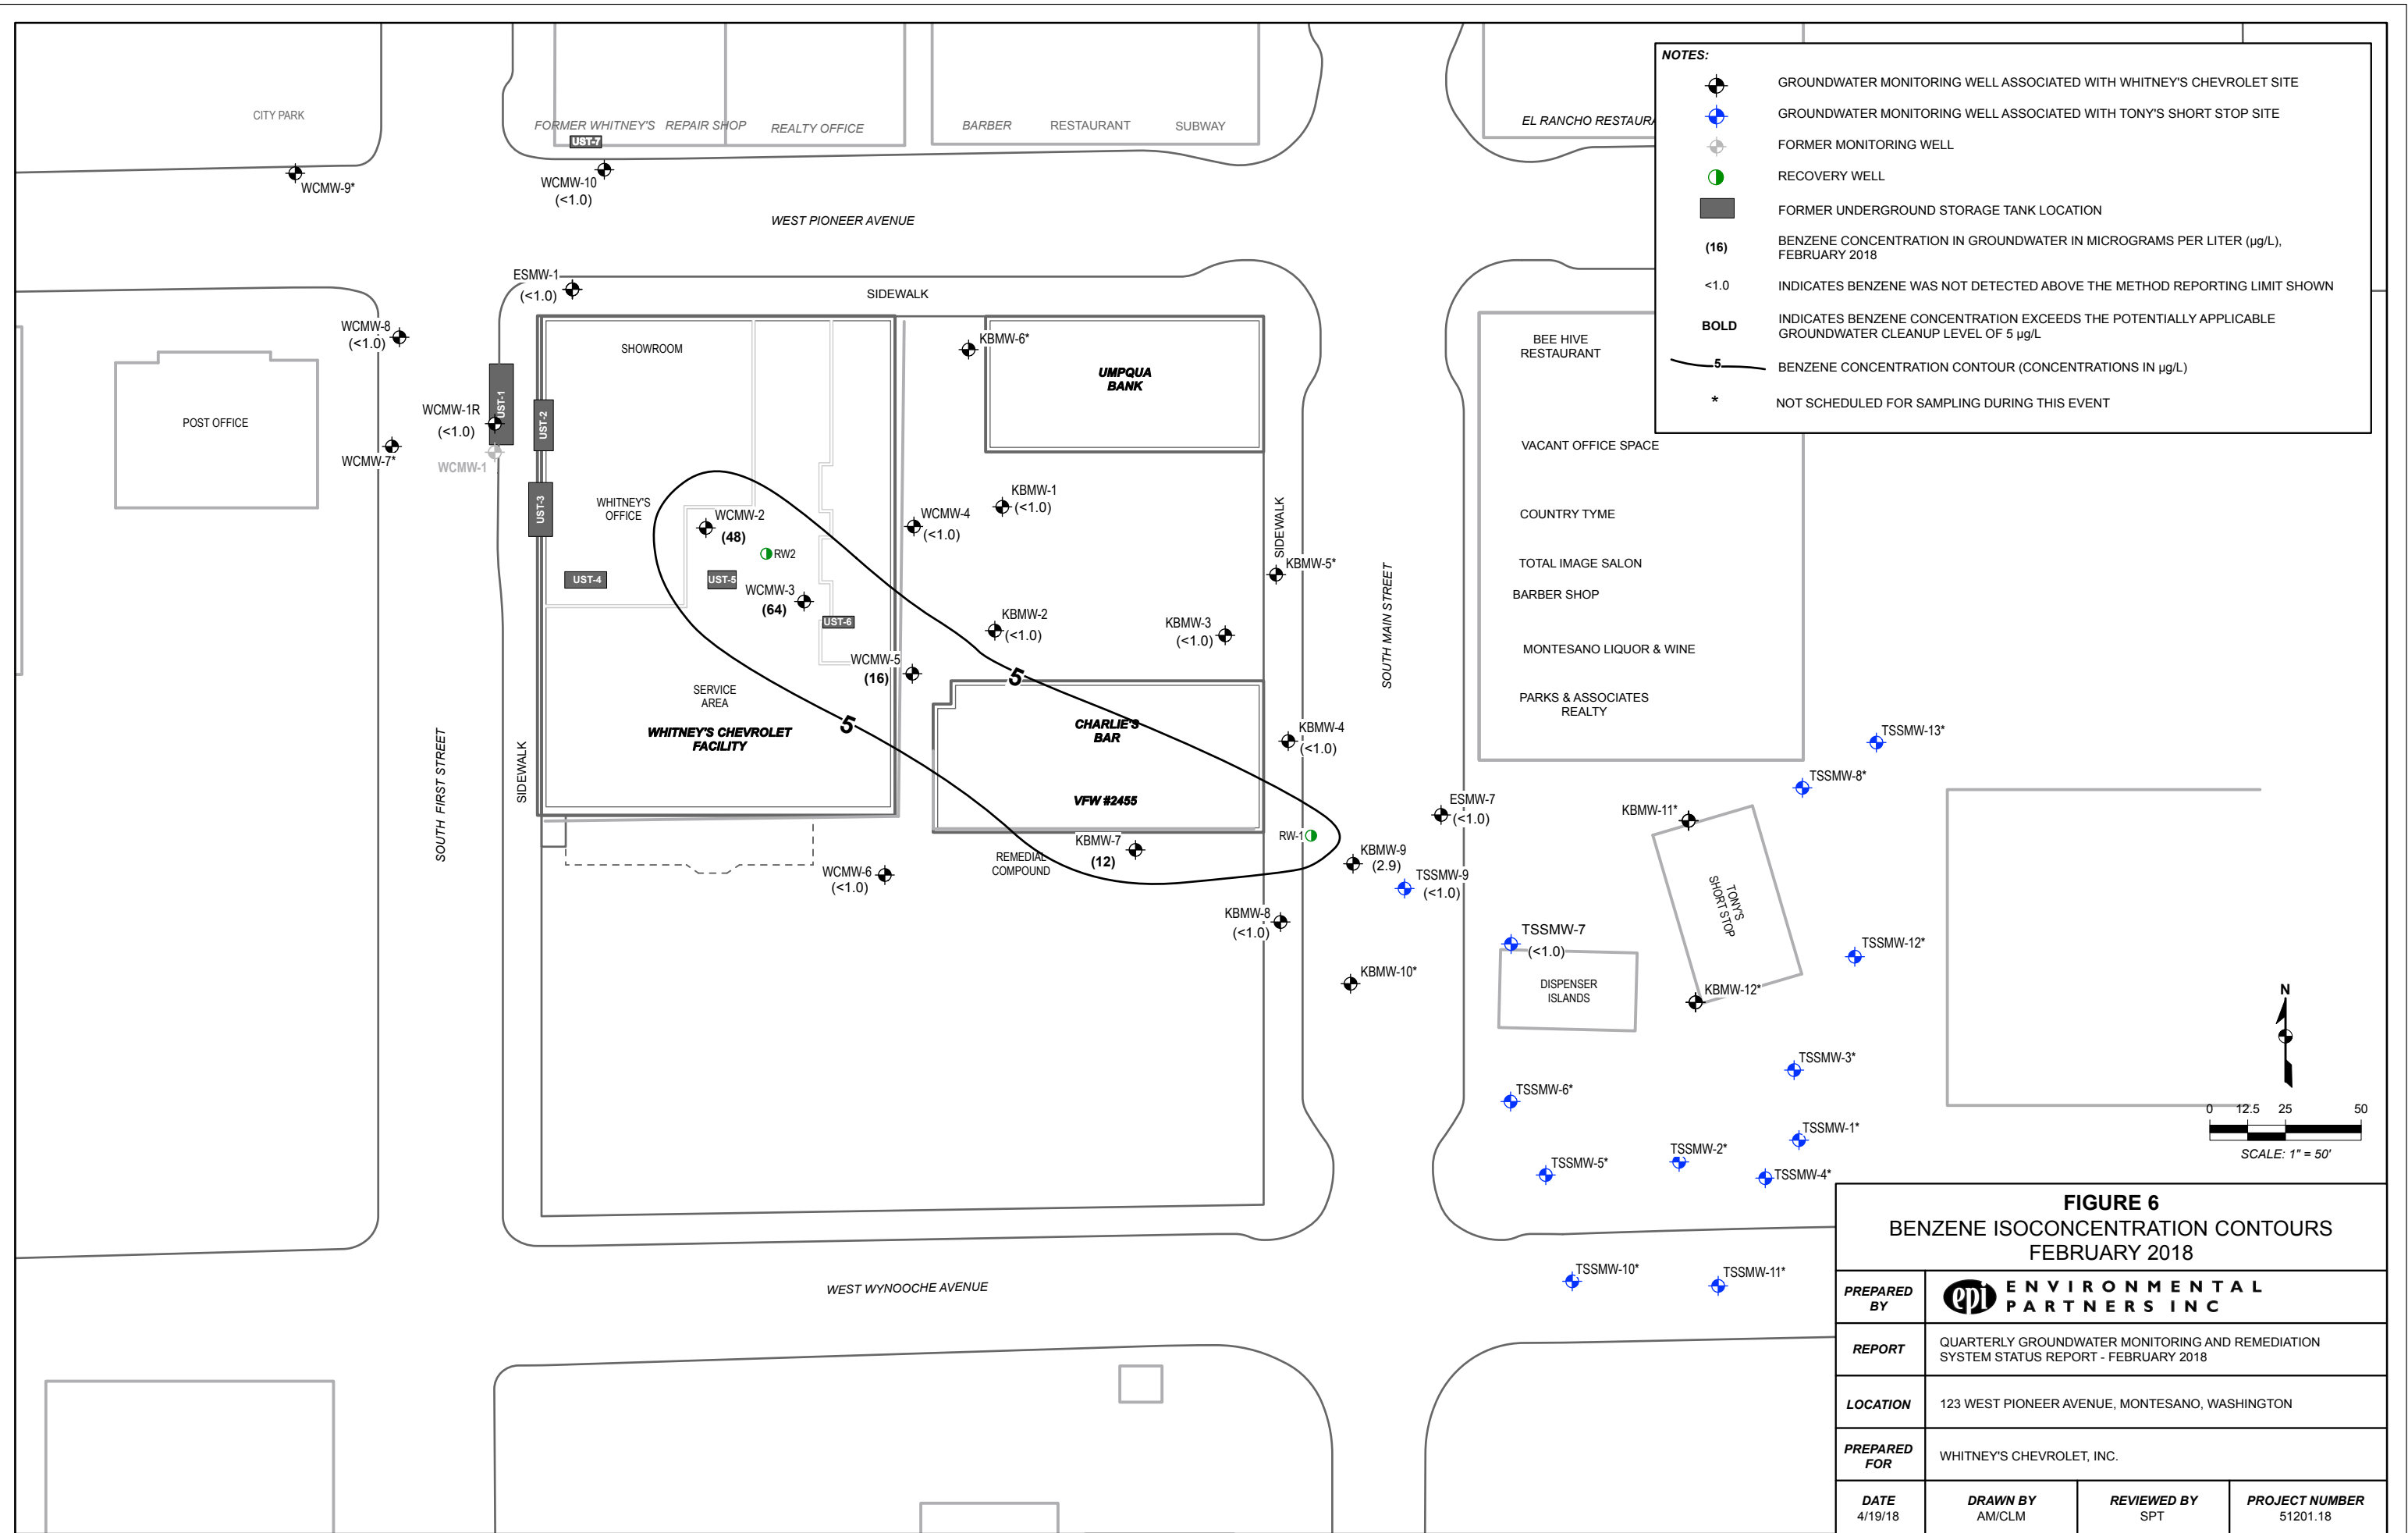 NOTES:
GROUNDWATER MONITORING WELL ASSOCIATED WITH WHITNEY'S CHEVROLET SITE
GROUNDWATER MONITORING WELL ASSOCIATED WITH TONY'S SHORT STOP SITE
FORMER MONITORING WELL
RECOVERY WELL
FORMER UNDERGROUND STORAGE TANK LOCATION
(16) BENZENE CONCENTRATION IN GROUNDWATER IN MICROGRAMS PER LITER (µg/L),
FEBRUARY 2018
<1.0 INDICATES BENZENE WAS NOT DETECTED ABOVE THE METHOD REPORTING LIMIT SHOWN
BOLD INDICATES BENZENE CONCENTRATION EXCEEDS THE POTENTIALLY APPLICABLE
GROUNDWATER CLEANUP LEVEL OF 5 µg/L
5 BENZENE CONCENTRATION CONTOUR (CONCENTRATIONS IN µg/L)
* NOT SCHEDULED FOR SAMPLING DURING THIS EVENT
CITY PARK
FORMER WHITNEY'S REPAIR SHOP
REALTY OFFICE
BARBER
RESTAURANT
SUBWAY
EL RANCHO RESTAURA
UST-7
WCMW-9*
WCMW-10
(<1.0)
WEST PIONEER AVENUE
ESMW-1
(<1.0)
SIDEWALK
WCMW-8
(<1.0)
SHOWROOM
KBMW-6*
UMPQUA
BANK
BEE HIVE
RESTAURANT
POST OFFICE
WCMW-1R
(<1.0)
UST-1
UST-2
WCMW-7*
WCMW-1
UST-3
WHITNEY'S
OFFICE
WCMW-2
(48)
RW2
WCMW-4
(<1.0)
KBMW-1
(<1.0)
SIDEWALK
KBMW-5*
VACANT OFFICE SPACE
COUNTRY TYME
TOTAL IMAGE SALON
BARBER SHOP
MONTESANO LIQUOR & WINE
PARKS & ASSOCIATES
REALTY
UST-4
UST-5
WCMW-3
(64)
UST-6
KBMW-2
(<1.0)
KBMW-3
(<1.0)
SOUTH MAIN STREET
WCMW-5
(16)
5
SERVICE
AREA
5
WHITNEY'S CHEVROLET
FACILITY
CHARLIE'S
BAR
KBMW-4
(<1.0)
VFW #2455
SOUTH FIRST STREET
SIDEWALK
TSSMW-13*
TSSMW-8*
ESMW-7
(<1.0)
KBMW-11*
RW-1
KBMW-7
(12)
REMEDIAL
COMPOUND
KBMW-9
(2.9)
WCMW-6
(<1.0)
TSSMW-9
(<1.0)
KBMW-8
(<1.0)
TONY'S
SHORT STOP
TSSMW-7
(<1.0)
TSSMW-12*
KBMW-10*
DISPENSER
ISLANDS
KBMW-12*
TSSMW-3*
TSSMW-6*
TSSMW-1*
TSSMW-2*
TSSMW-5*
TSSMW-4*
TSSMW-10*
TSSMW-11*
WEST WYNOOCHE AVENUE
N
0 12.5 25 50
SCALE: 1" = 50'
FIGURE 6
BENZENE ISOCONCENTRATION CONTOURS
FEBRUARY 2018
PREPARED
BY
epi ENVIRONMENTAL
PARTNERS INC
REPORT
QUARTERLY GROUNDWATER MONITORING AND REMEDIATION
SYSTEM STATUS REPORT - FEBRUARY 2018
LOCATION
123 WEST PIONEER AVENUE, MONTESANO, WASHINGTON
PREPARED
FOR
WHITNEY'S CHEVROLET, INC.
DATE
4/19/18
DRAWN BY
AM/CLM
REVIEWED BY
SPT
PROJECT NUMBER
51201.18